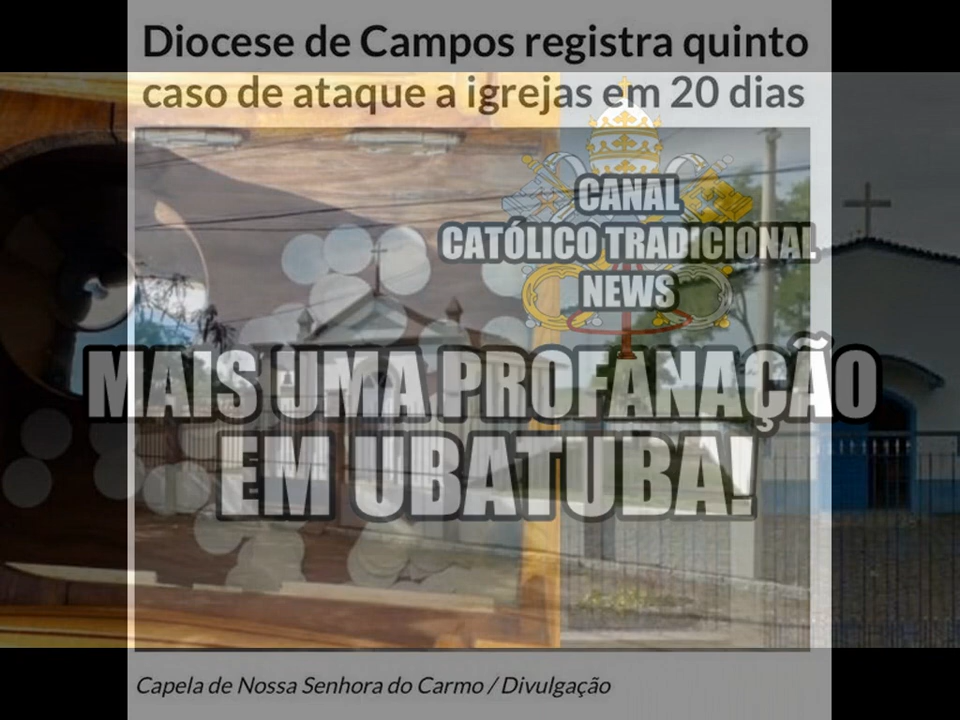 Diocese de Campos registra quinto
caso de ataque a igrejas em 20 dias
CANAL
CATÓLICO TRADICIONAL
NEWS
MAIS UMA PROFANAÇÃO
EM UBATUBA!
Capela de Nossa Senhora do Carmo / Divulgação